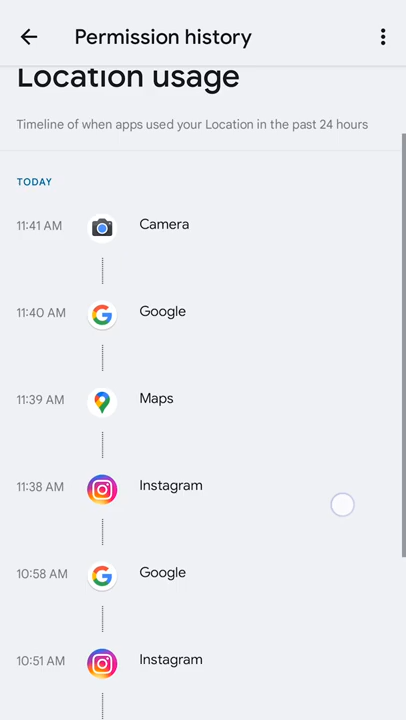 Permission history
Location usage
Timeline of when apps used your Location in the past 24 hours
TODAY
11:41 AM Camera
11:40 AM Google
11:39 AM Maps
11:38 AM Instagram
10:58 AM Google
10:51 AM Instagram